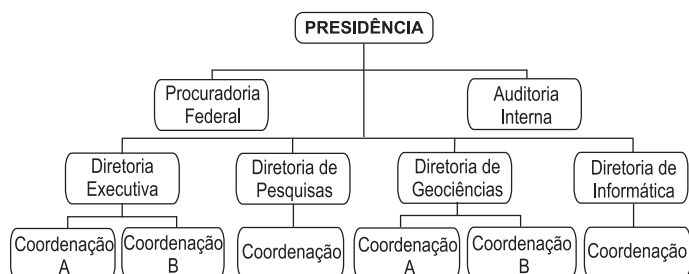 PRESIDÊNCIA
Procuradoria
Federal
Auditoria
Interna
Diretoria
Executiva
Diretoria de
Pesquisas
Diretoria de
Geociências
Diretoria de
Informática
Coordenação
A
Coordenação
B
Coordenação
Coordenação
A
Coordenação
B
Coordenação